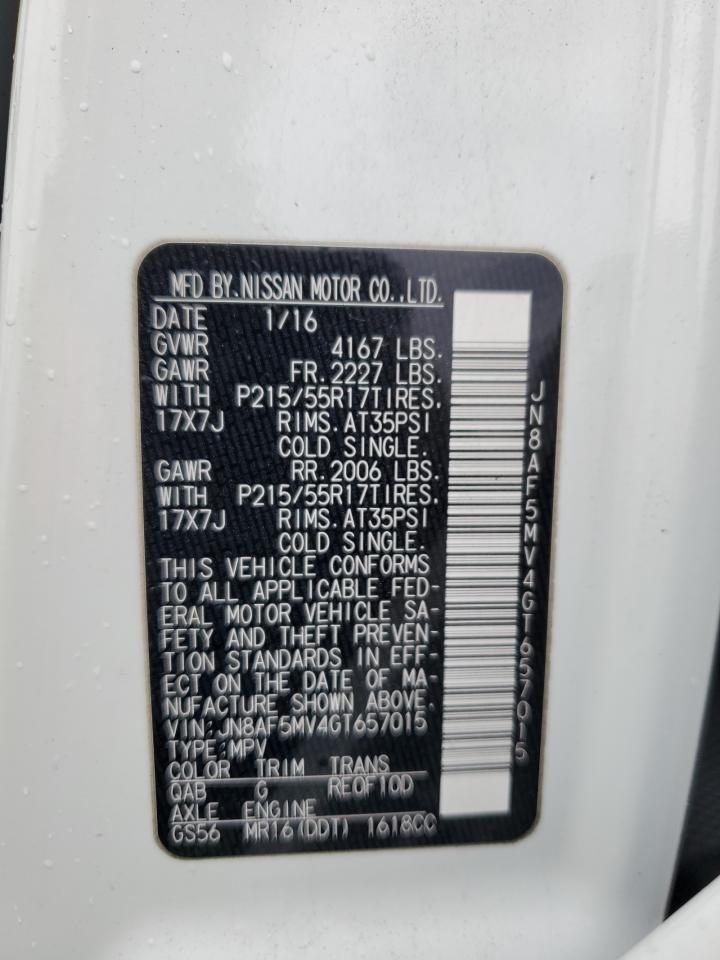 MFD BY.NISSAN MOTOR CO.,LTD.
DATE 1/16
GVWR 4167 LBS.
GAWR FR.2227 LBS.
WITH P215/55R17TIRES.
17X7J RIMS.AT35PSI
COLD SINGLE.
GAWR RR.2006 LBS.
WITH P215/55R17TIRES.
17X7J RIMS.AT35PSI
COLD SINGLE.
THIS VEHICLE CONFORMS
TO ALL APPLICABLE FED-
ERAL MOTOR VEHICLE SA-
FETY AND THEFT PREVEN-
TION STANDARDS IN EFF-
ECT ON THE DATE OF MA-
NUFACTURE SHOWN ABOVE.
VIN:JN8AF5MV4GT657015
TYPE:MPV
COLOR TRIM TRANS
QAB G RE0F10D
AXLE ENGINE
GS56 MR16(DDT) 1618CC
JN8AF5MV4GT657015